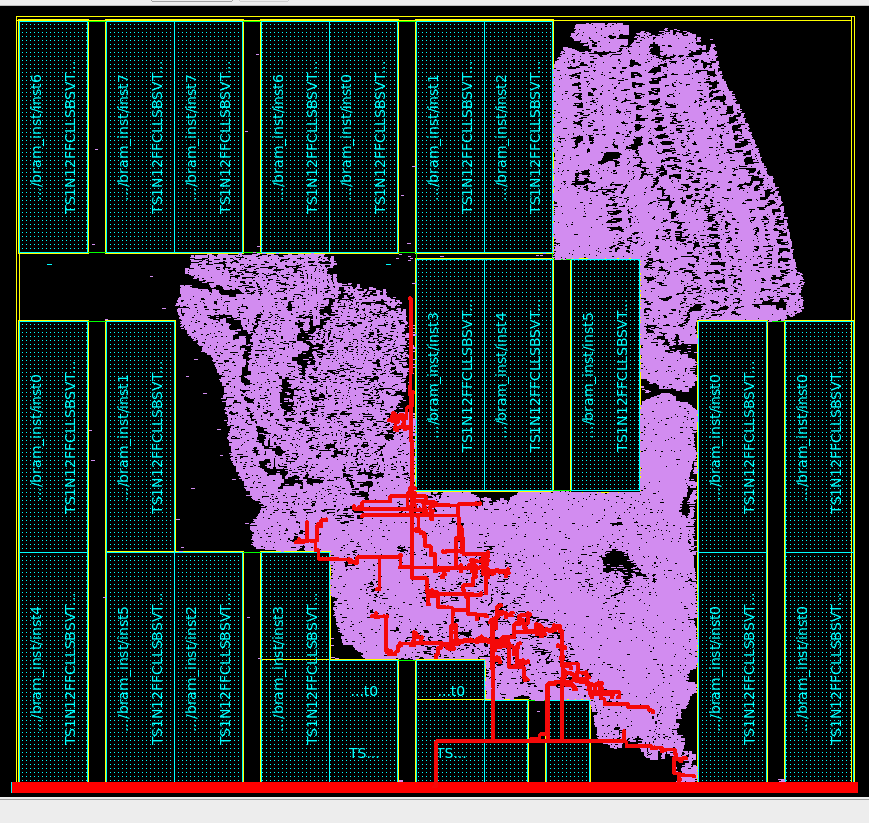 .../bram_inst/inst6
TS1N12FFCLLSBSVT...
.../bram_inst/inst7
TS1N12FFCLLSBSVT...
.../bram_inst/inst7
TS1N12FFCLLSBSVT...
.../bram_inst/inst6
TS1N12FFCLLSBSVT...
.../bram_inst/inst0
TS1N12FFCLLSBSVT...
.../bram_inst/inst1
TS1N12FFCLLSBSVT...
.../bram_inst/inst2
TS1N12FFCLLSBSVT...
.../bram_inst/inst3
TS1N12FFCLLSBSVT...
.../bram_inst/inst4
TS1N12FFCLLSBSVT...
.../bram_inst/inst5
TS1N12FFCLLSBSVT...
.../bram_inst/inst0
TS1N12FFCLLSBSVT...
.../bram_inst/inst1
TS1N12FFCLLSBSVT...
.../bram_inst/inst0
TS1N12FFCLLSBSVT...
.../bram_inst/inst0
TS1N12FFCLLSBSVT...
.../bram_inst/inst4
TS1N12FFCLLSBSVT...
.../bram_inst/inst5
TS1N12FFCLLSBSVT...
.../bram_inst/inst2
TS1N12FFCLLSBSVT...
.../bram_inst/inst3
TS1N12FFCLLSBSVT...
...t0
TS...
...t0
TS...
.../bram_inst/inst0
TS1N12FFCLLSBSVT...
.../bram_inst/inst0
TS1N12FFCLLSBSVT...